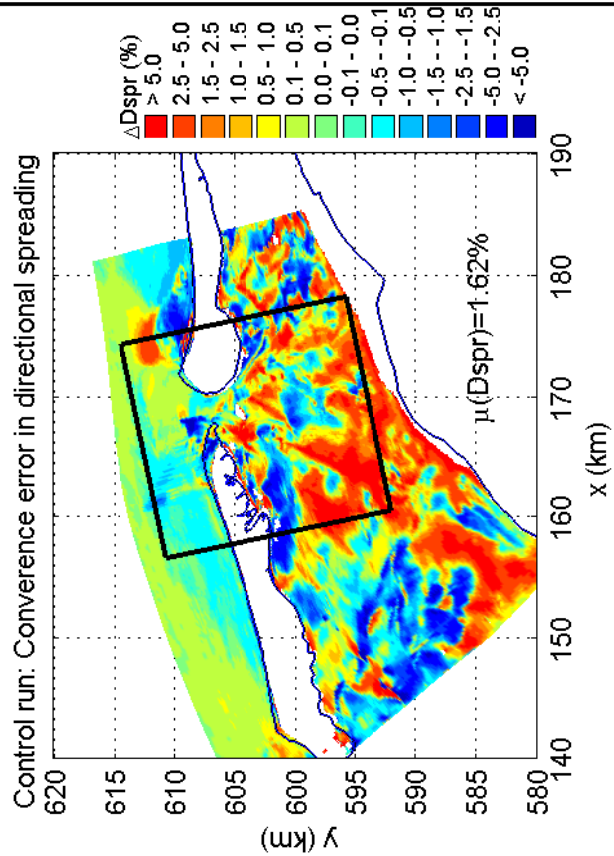 Control run: Converence error in directional spreading
620
615
610
605
600
595
590
585
580
y (km)
140
150
160
170
180
190
x (km)
μ(Dspr)=1.62%
ΔDspr (%)
> 5.0
2.5 - 5.0
1.5 - 2.5
1.0 - 1.5
0.5 - 1.0
0.1 - 0.5
0.0 - 0.1
-0.1 - 0.0
-0.5 - -0.1
-1.0 - -0.5
-1.5 - -1.0
-2.5 - -1.5
-5.0 - -2.5
< -5.0